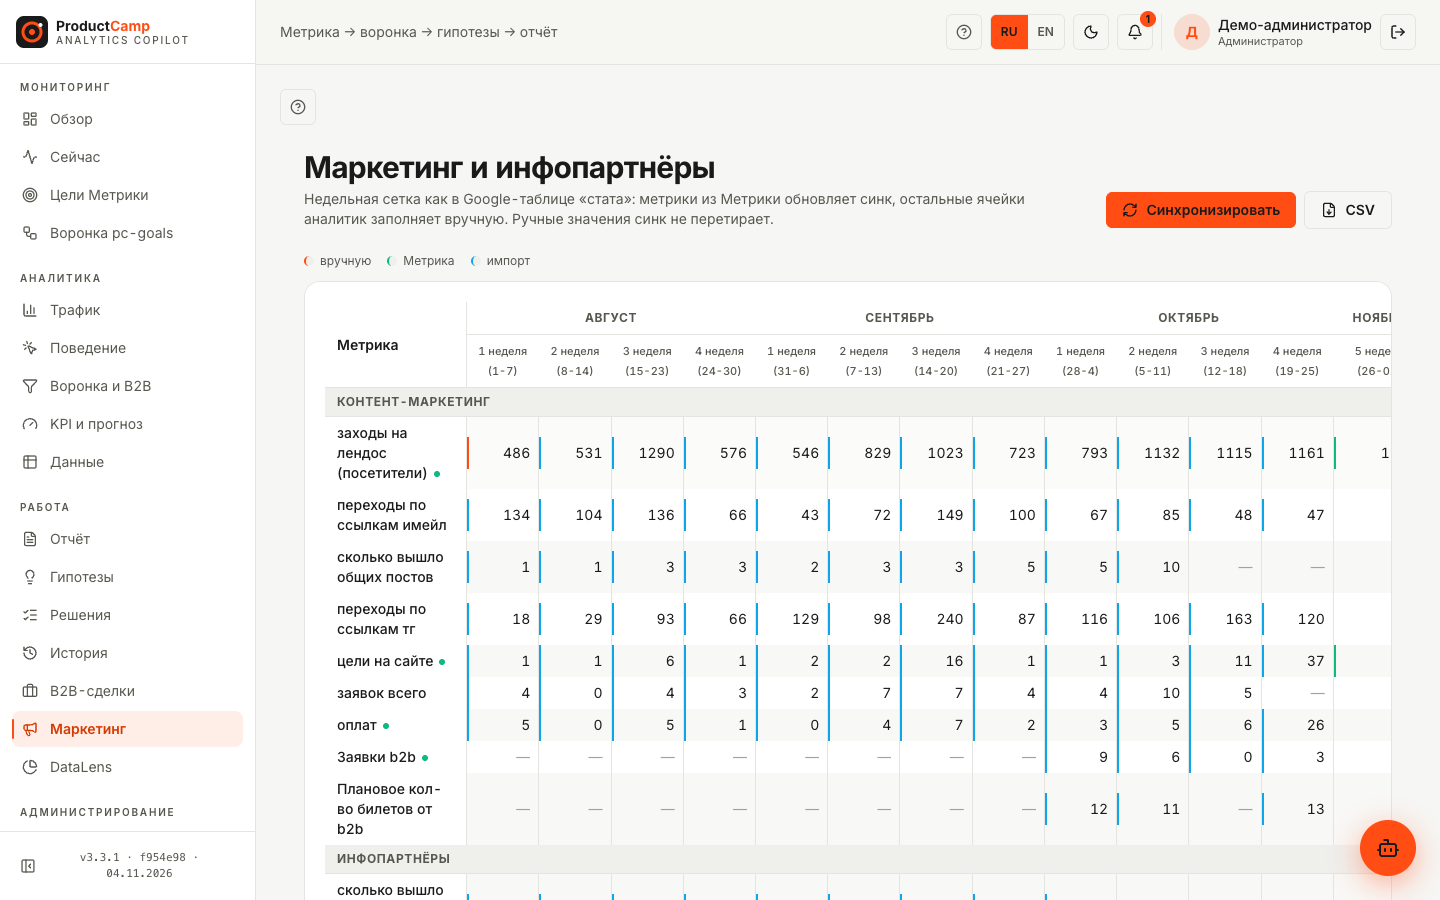 ProductCamp
ANALYTICS COPILOT
МОНИТОРИНГ
Обзор
Сейчас
Цели Метрики
Воронка pc-goals
АНАЛИТИКА
Трафик
Поведение
Воронка и B2B
KPI и прогноз
Данные
РАБОТА
Отчёт
Гипотезы
Решения
История
B2B-сделки
Маркетинг
DataLens
АДМИНИСТРИРОВАНИЕ
v3.3.1 · f954e98 ·
04.11.2026
Метрика → воронка → гипотезы → отчёт
RU EN
1
Д
Демо-администратор
Администратор
Маркетинг и инфопартнёры
Недельная сетка как в Google-таблице «стата»: метрики из Метрики обновляет синк, остальные ячейки
аналитик заполняет вручную. Ручные значения синк не перетирает.
Синхронизировать
CSV
вручную Метрика импорт
Метрика
АВГУСТ СЕНТЯБРЬ ОКТЯБРЬ
1 неделя 2 неделя 3 неделя 4 неделя 1 неделя 2 неделя 3 неделя 4 неделя 1 неделя 2 неделя 3 неделя 4 неделя
(1-7) (8-14) (15-23) (24-30) (31-6) (7-13) (14-20) (21-27) (28-4) (5-11) (12-18) (19-25)
КОНТЕНТ-МАРКЕТИНГ
заходы на
лендос
(посетители)
486 531 1290 576 546 829 1023 723 793 1132 1115 1161
переходы по
ссылкам имейл
134 104 136 66 43 72 149 100 67 85 48 47
сколько вышло
общих постов
1 1 3 3 2 3 3 5 5 10 — —
переходы по
ссылкам тг
18 29 93 66 129 98 240 87 116 106 163 120
цели на сайте 1 1 6 1 2 2 16 1 1 3 11 37
заявок всего 4 0 4 3 2 7 7 4 4 10 5 —
оплат 5 0 5 1 0 4 7 2 3 5 6 26
Заявки b2b — — — — — — — — 9 6 0 3
Плановое кол-
во билетов от
b2b
— — — — — — — — 12 11 — 13
ИНФОПАРТНЁРЫ
сколько вышло